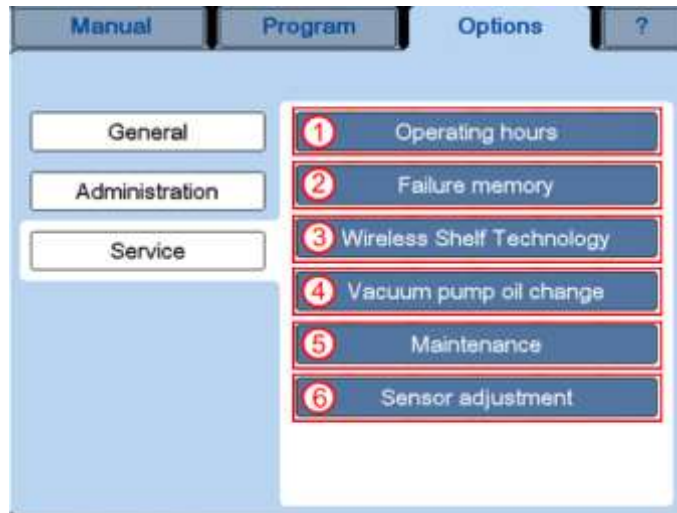 Manual Program Options ?
General
Administration
Service
1 Operating hours
2 Failure memory
3 Wireless Shelf Technology
4 Vacuum pump oil change
5 Maintenance
6 Sensor adjustment